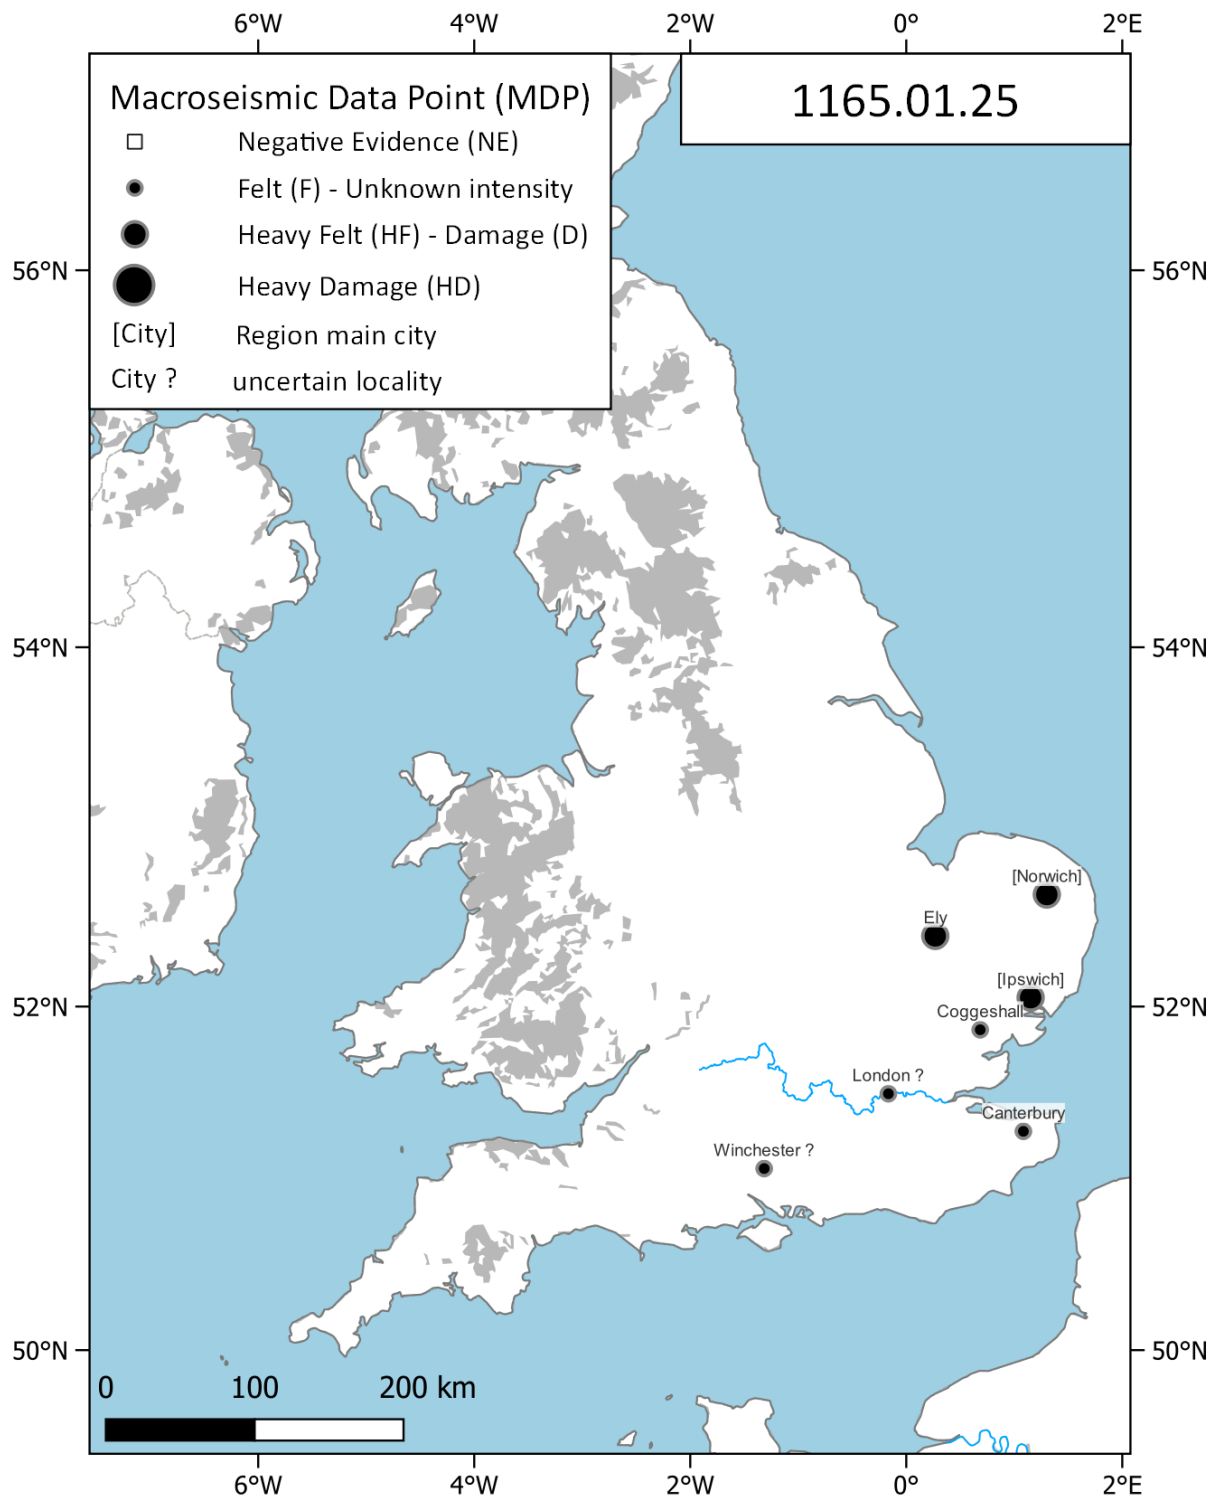 6°W 4°W 2°W 0° 2°E
Macroseismic Data Point (MDP)
1165.01.25
Negative Evidence (NE)
Felt (F) - Unknown intensity
Heavy Felt (HF) - Damage (D)
Heavy Damage (HD)
[City] Region main city
City ? uncertain locality
56°N 56°N
54°N 54°N
[Norwich]
Ely
[Ipswich]
52°N 52°N
Coggeshall
London ?
Canterbury
Winchester ?
50°N 50°N
0 100 200 km
6°W 4°W 2°W 0° 2°E